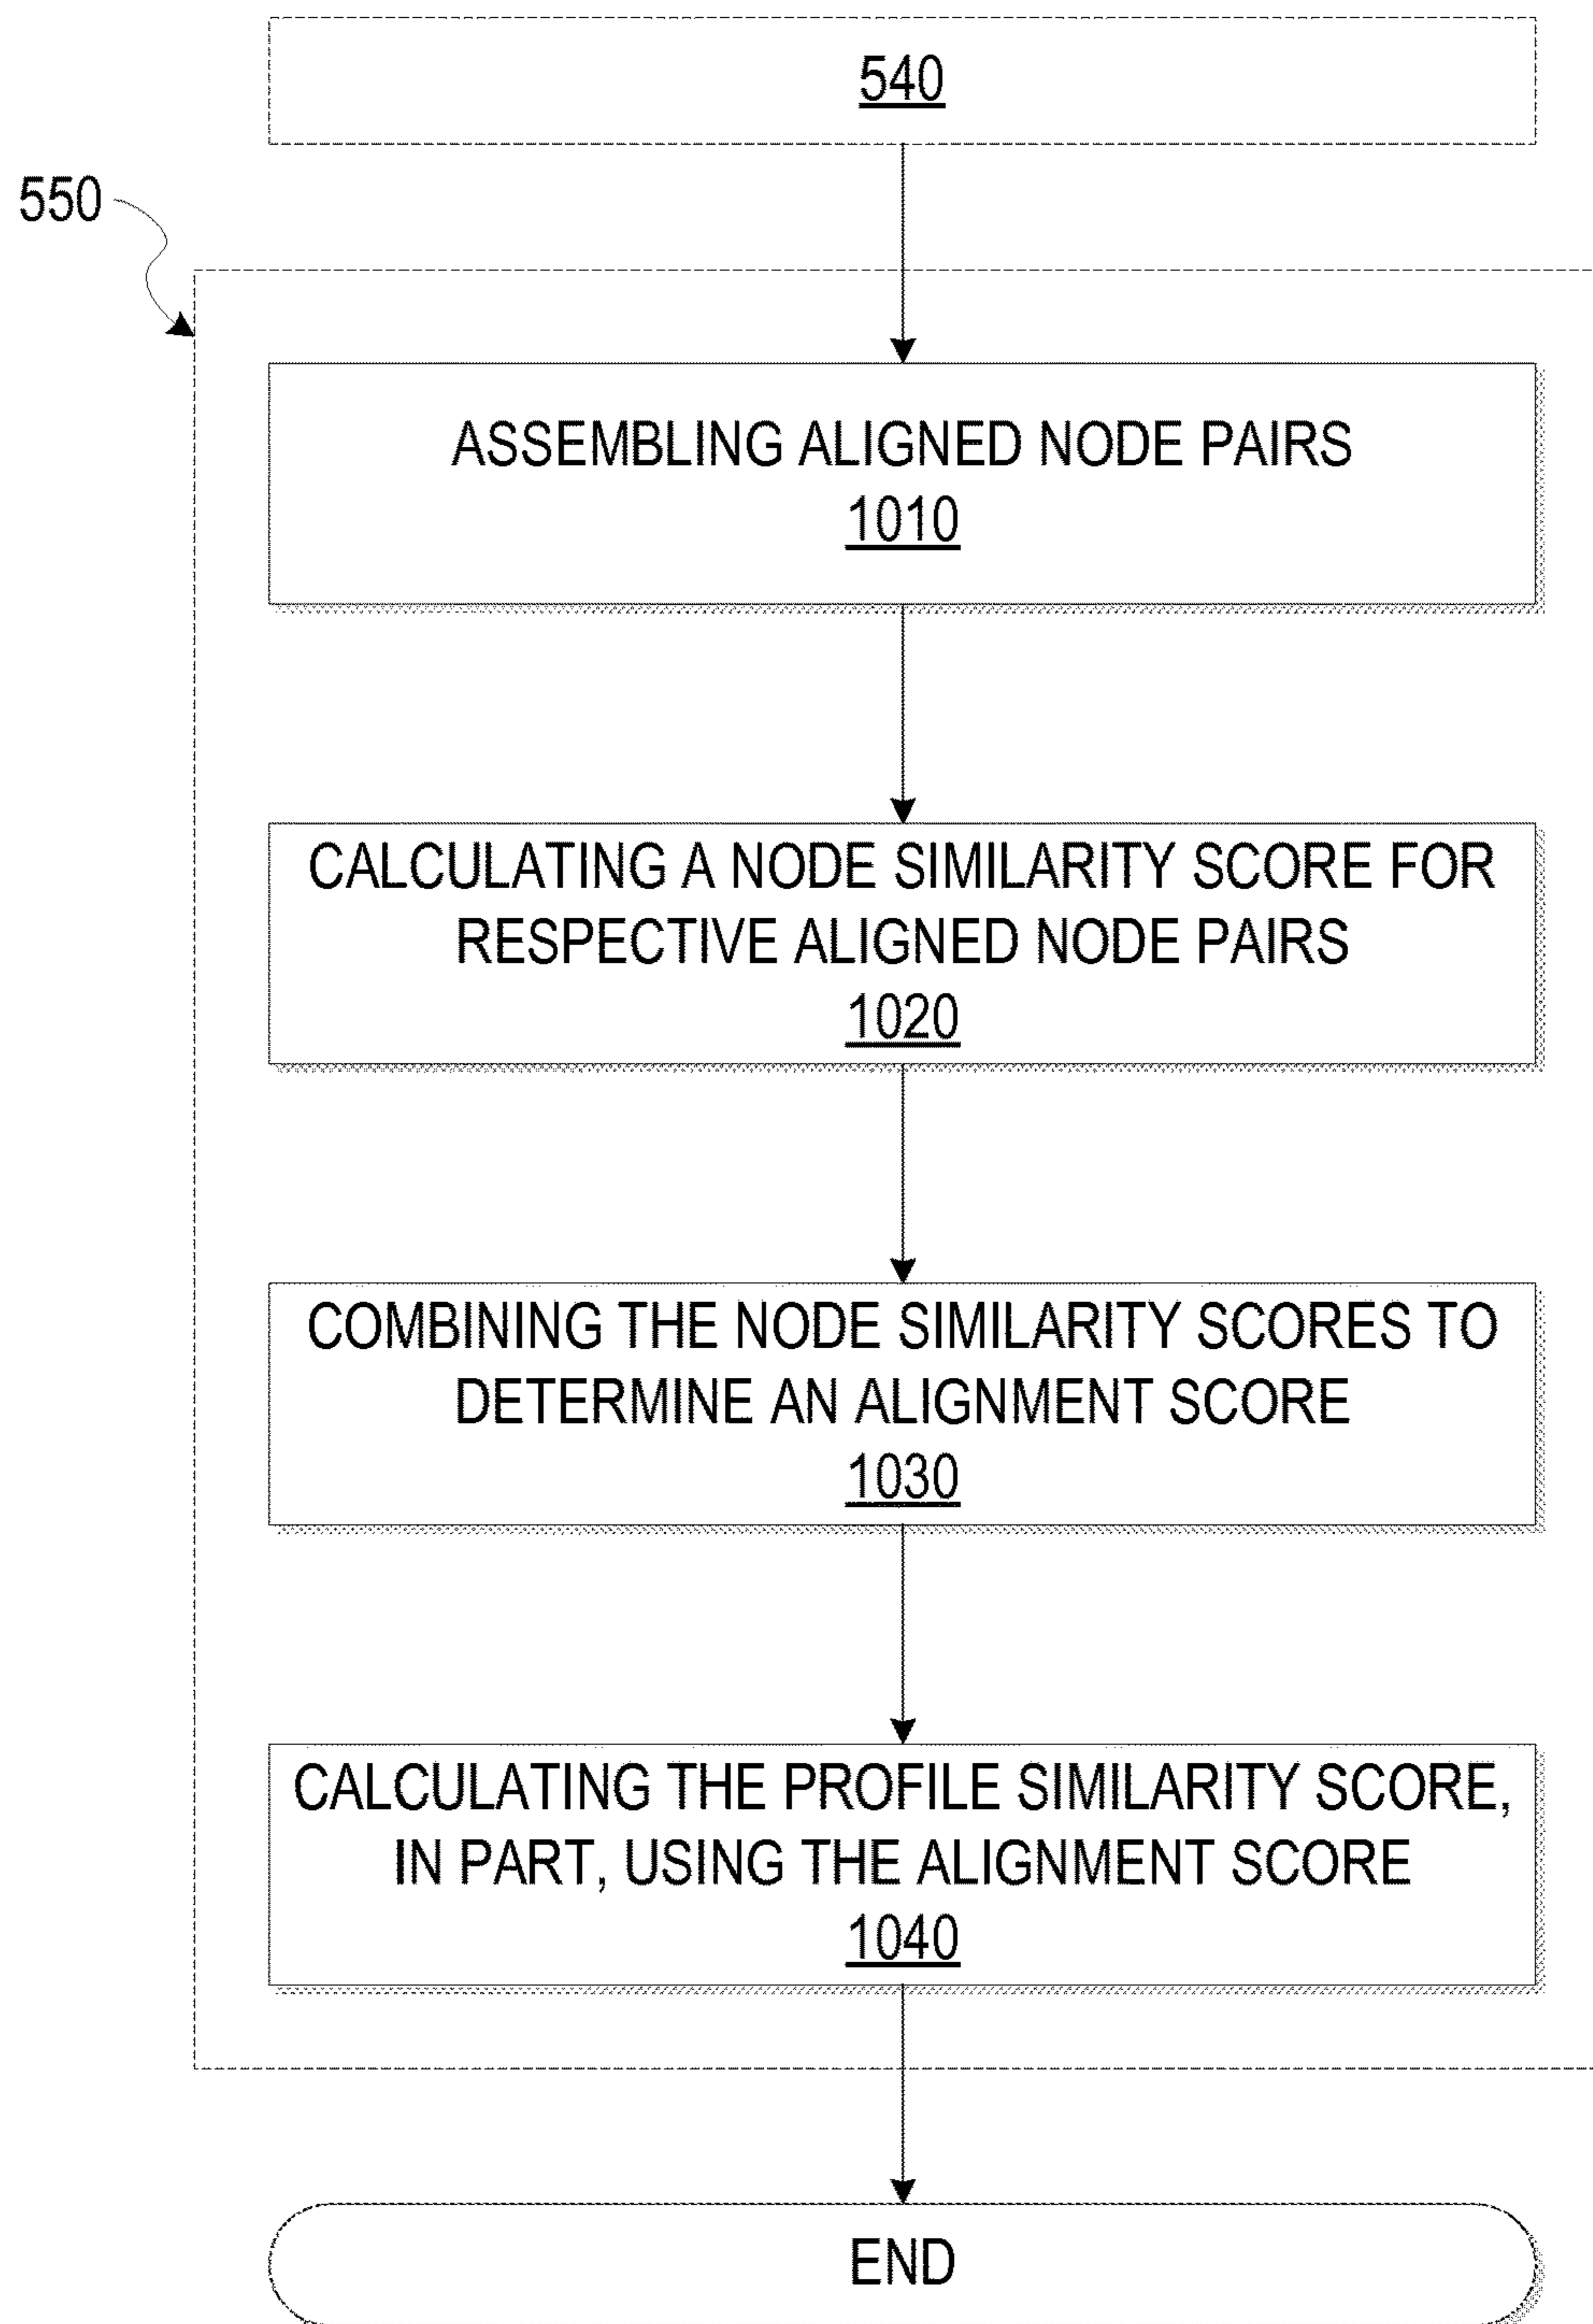 540
550
ASSEMBLING ALIGNED NODE PAIRS
1010
CALCULATING A NODE SIMILARITY SCORE FOR
RESPECTIVE ALIGNED NODE PAIRS
1020
COMBINING THE NODE SIMILARITY SCORES TO
DETERMINE AN ALIGNMENT SCORE
1030
CALCULATING THE PROFILE SIMILARITY SCORE,
IN PART, USING THE ALIGNMENT SCORE
1040
END